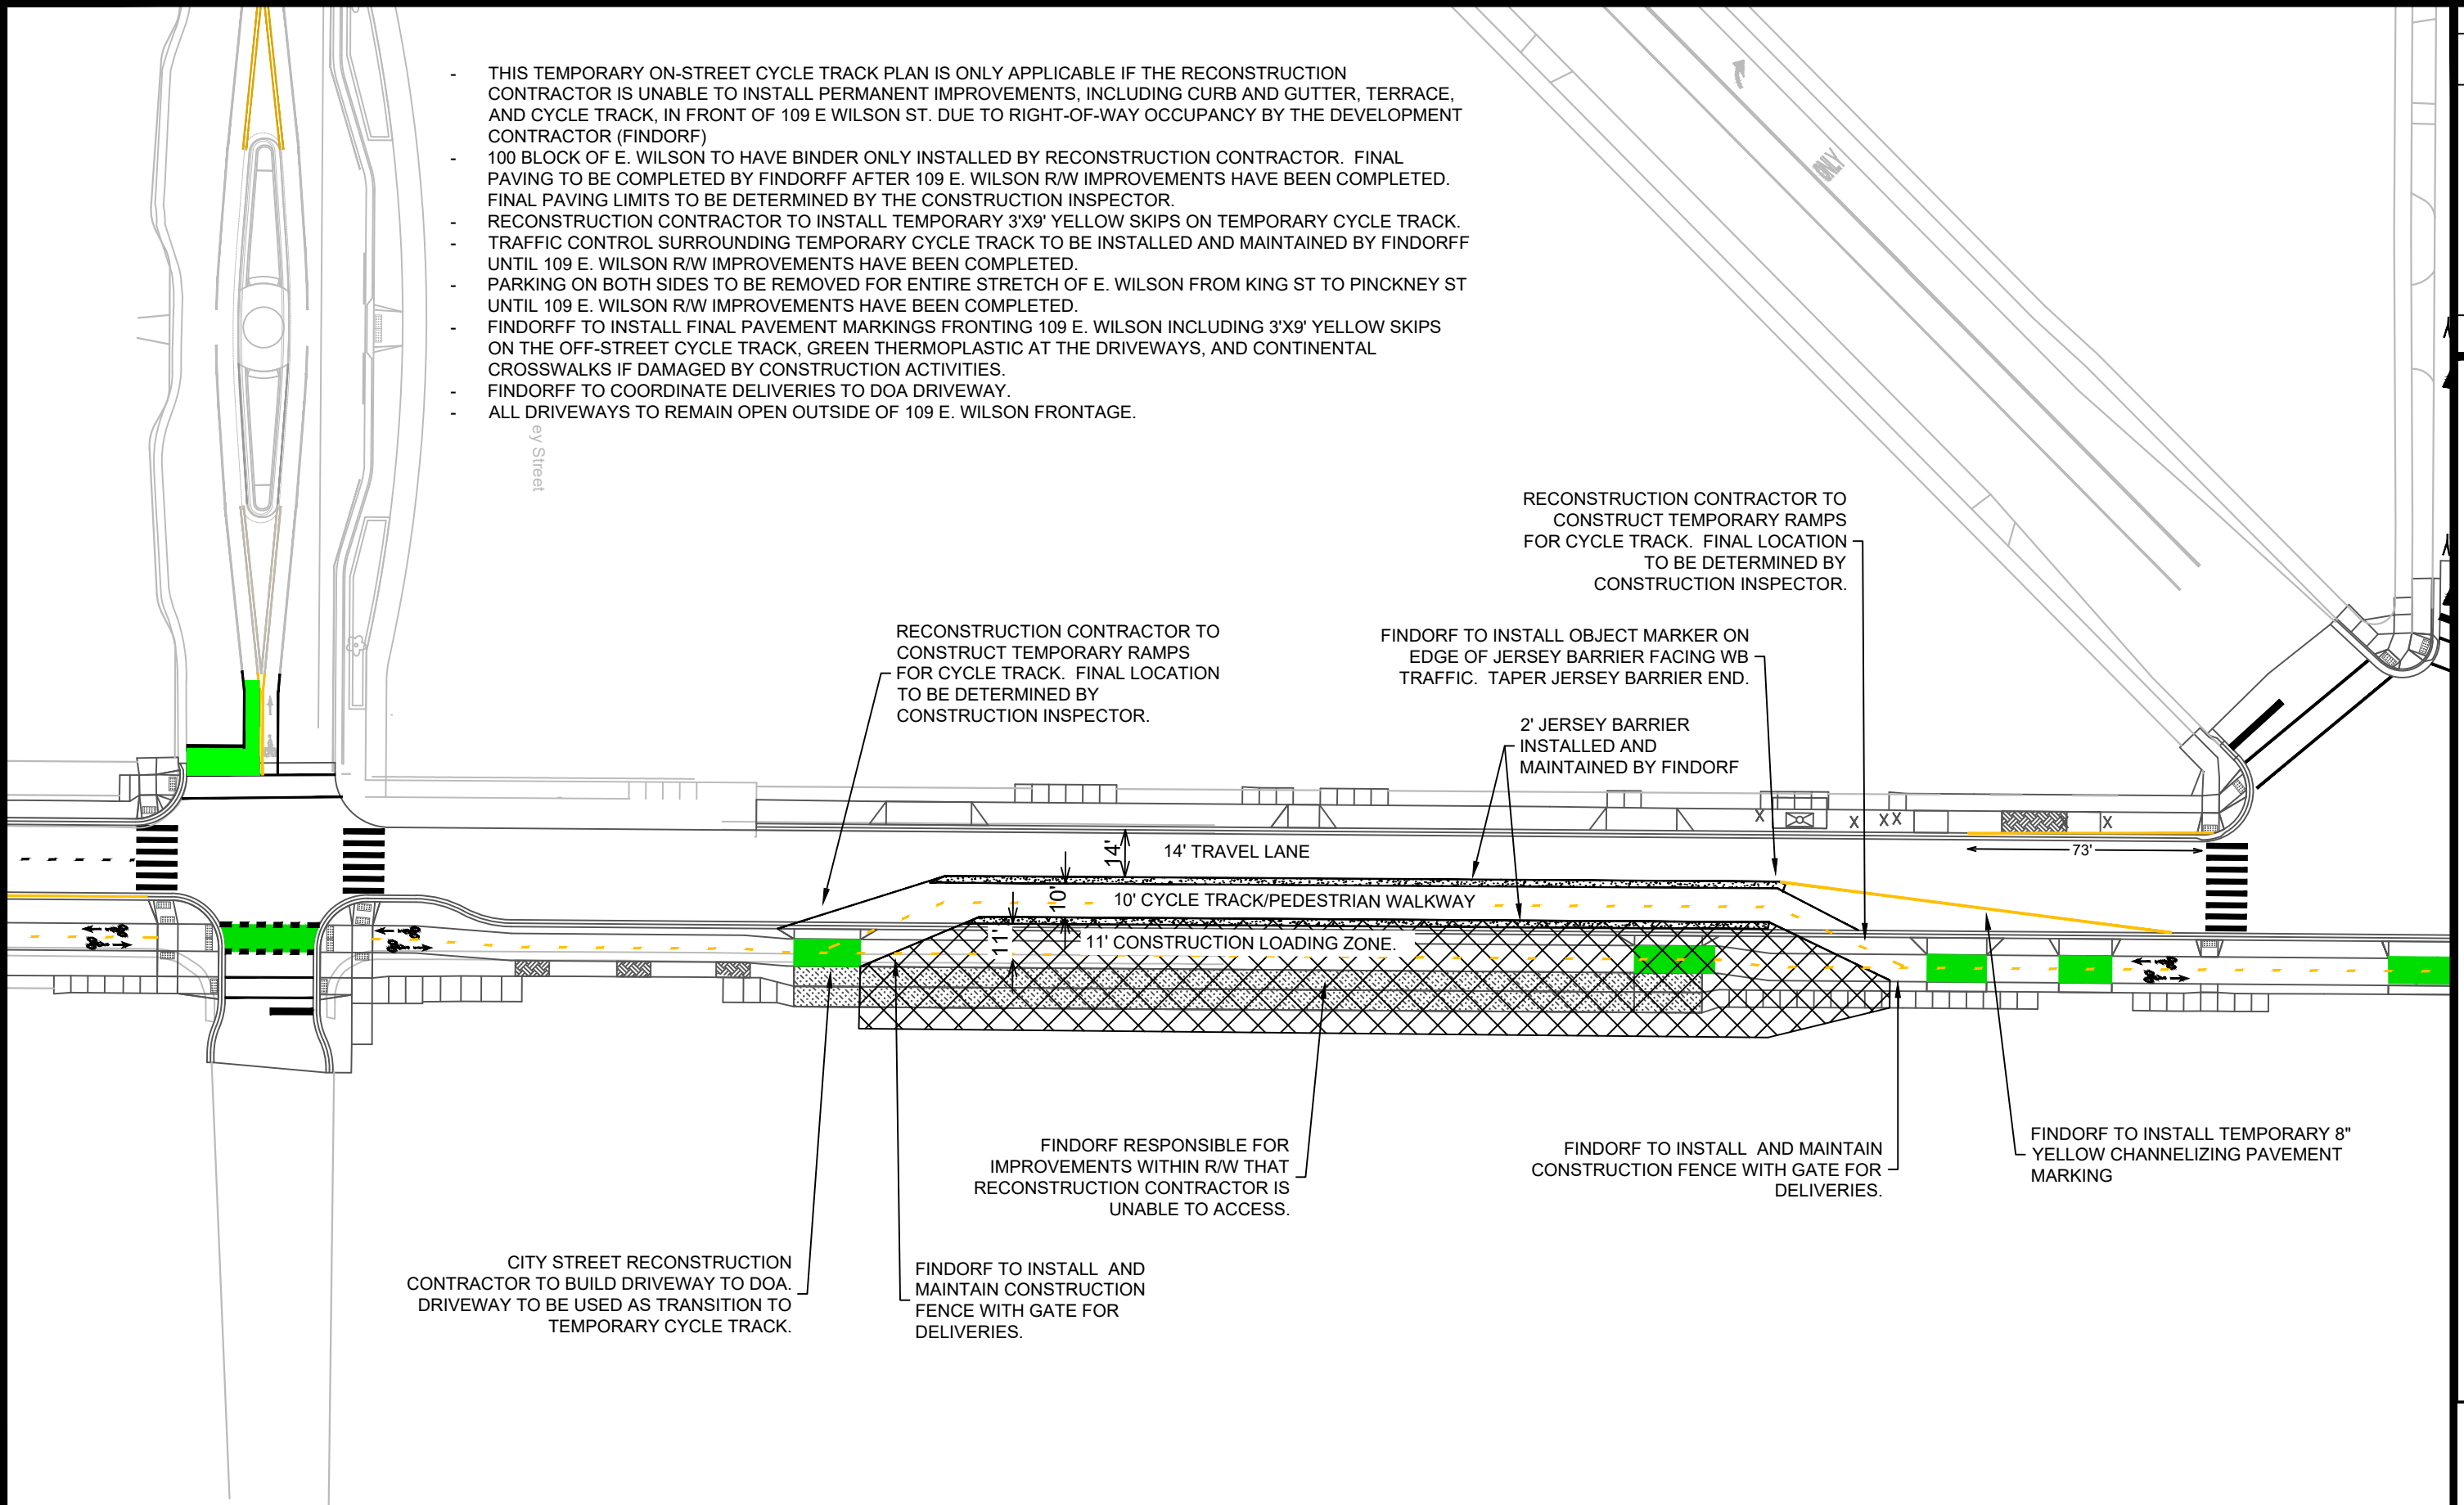 - THIS TEMPORARY ON-STREET CYCLE TRACK PLAN IS ONLY APPLICABLE IF THE RECONSTRUCTION
CONTRACTOR IS UNABLE TO INSTALL PERMANENT IMPROVEMENTS, INCLUDING CURB AND GUTTER, TERRACE,
AND CYCLE TRACK, IN FRONT OF 109 E WILSON ST. DUE TO RIGHT-OF-WAY OCCUPANCY BY THE DEVELOPMENT
CONTRACTOR (FINDORF)
- 100 BLOCK OF E. WILSON TO HAVE BINDER ONLY INSTALLED BY RECONSTRUCTION CONTRACTOR. FINAL
PAVING TO BE COMPLETED BY FINDORFF AFTER 109 E. WILSON R/W IMPROVEMENTS HAVE BEEN COMPLETED.
FINAL PAVING LIMITS TO BE DETERMINED BY THE CONSTRUCTION INSPECTOR.
- RECONSTRUCTION CONTRACTOR TO INSTALL TEMPORARY 3'X9' YELLOW SKIPS ON TEMPORARY CYCLE TRACK.
- TRAFFIC CONTROL SURROUNDING TEMPORARY CYCLE TRACK TO BE INSTALLED AND MAINTAINED BY FINDORFF
UNTIL 109 E. WILSON R/W IMPROVEMENTS HAVE BEEN COMPLETED.
- PARKING ON BOTH SIDES TO BE REMOVED FOR ENTIRE STRETCH OF E. WILSON FROM KING ST TO PINCKNEY ST
UNTIL 109 E. WILSON R/W IMPROVEMENTS HAVE BEEN COMPLETED.
- FINDORFF TO INSTALL FINAL PAVEMENT MARKINGS FRONTING 109 E. WILSON INCLUDING 3'X9' YELLOW SKIPS
ON THE OFF-STREET CYCLE TRACK, GREEN THERMOPLASTIC AT THE DRIVEWAYS, AND CONTINENTAL
CROSSWALKS IF DAMAGED BY CONSTRUCTION ACTIVITIES.
- FINDORFF TO COORDINATE DELIVERIES TO DOA DRIVEWAY.
- ALL DRIVEWAYS TO REMAIN OPEN OUTSIDE OF 109 E. WILSON FRONTAGE.
ONLY
ey Street
RECONSTRUCTION CONTRACTOR TO
CONSTRUCT TEMPORARY RAMPS
FOR CYCLE TRACK. FINAL LOCATION
TO BE DETERMINED BY
CONSTRUCTION INSPECTOR.
RECONSTRUCTION CONTRACTOR TO
CONSTRUCT TEMPORARY RAMPS
FOR CYCLE TRACK. FINAL LOCATION
TO BE DETERMINED BY
CONSTRUCTION INSPECTOR.
FINDORF TO INSTALL OBJECT MARKER ON
EDGE OF JERSEY BARRIER FACING WB
TRAFFIC. TAPER JERSEY BARRIER END.
2' JERSEY BARRIER
INSTALLED AND
MAINTAINED BY FINDORF
X X X X X
14'
14' TRAVEL LANE
73'
10'
10' CYCLE TRACK/PEDESTRIAN WALKWAY
11'
11' CONSTRUCTION LOADING ZONE.
FINDORF RESPONSIBLE FOR
IMPROVEMENTS WITHIN R/W THAT
RECONSTRUCTION CONTRACTOR IS
UNABLE TO ACCESS.
FINDORF TO INSTALL AND MAINTAIN
CONSTRUCTION FENCE WITH GATE FOR
DELIVERIES.
FINDORF TO INSTALL TEMPORARY 8"
YELLOW CHANNELIZING PAVEMENT
MARKING
CITY STREET RECONSTRUCTION
CONTRACTOR TO BUILD DRIVEWAY TO DOA.
DRIVEWAY TO BE USED AS TRANSITION TO
TEMPORARY CYCLE TRACK.
FINDORF TO INSTALL AND
MAINTAIN CONSTRUCTION
FENCE WITH GATE FOR
DELIVERIES.